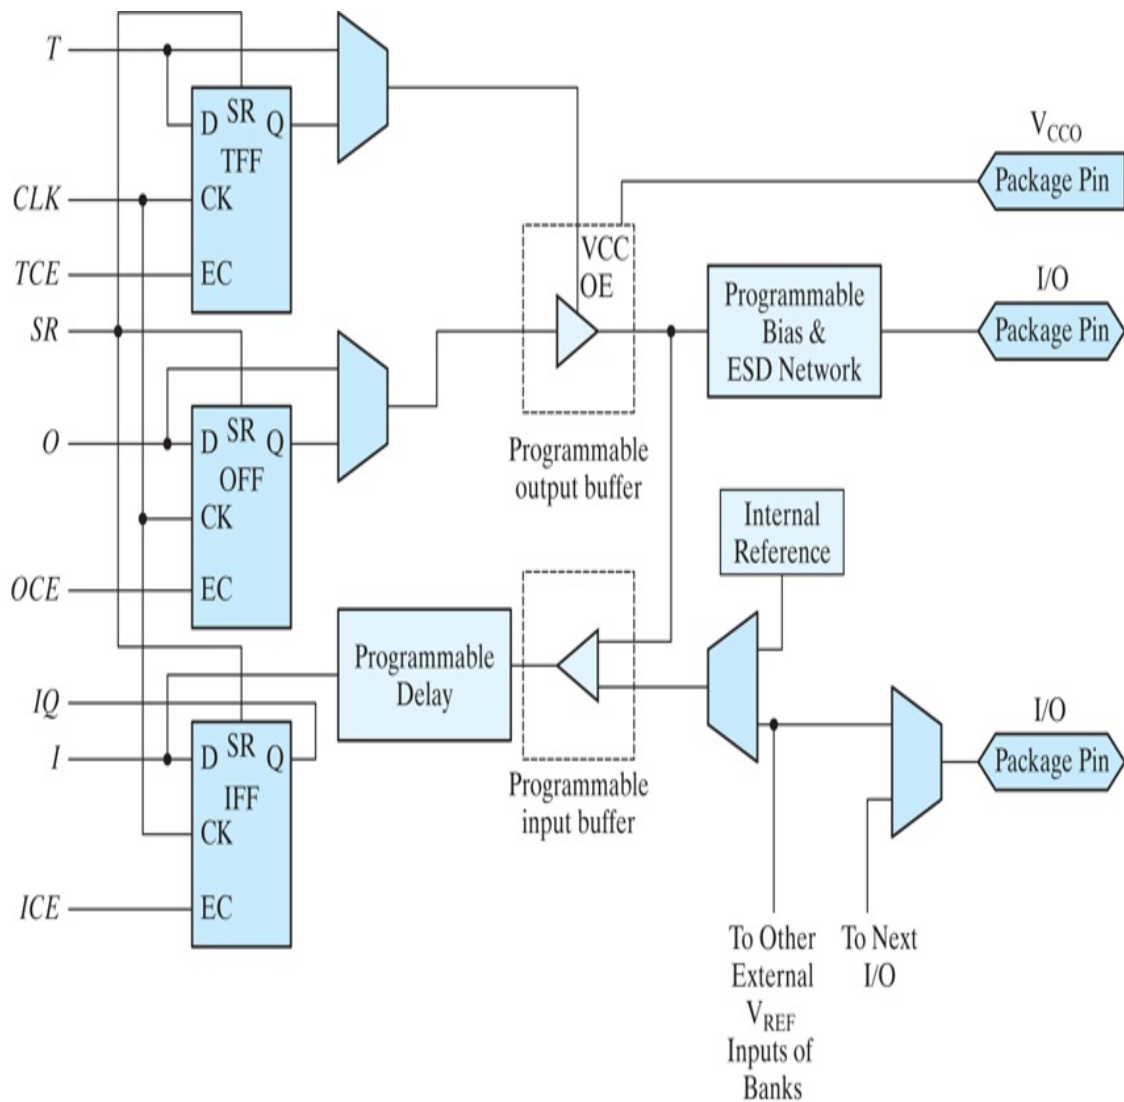 T
D SR Q
TFF
CLK
CK
TCE
EC
SR
O
D SR Q
OFF
CK
OCE
EC
IQ
I
D SR Q
IFF
CK
ICE
EC
VCC
OE
Programmable
output buffer
Programmable
Delay
Programmable
input buffer
V_CCO
Package Pin
I/O
Package Pin
Programmable
Bias &
ESD Network
Internal
Reference
I/O
Package Pin
To Other
External
V_REF
Inputs of
Banks
To Next
I/O